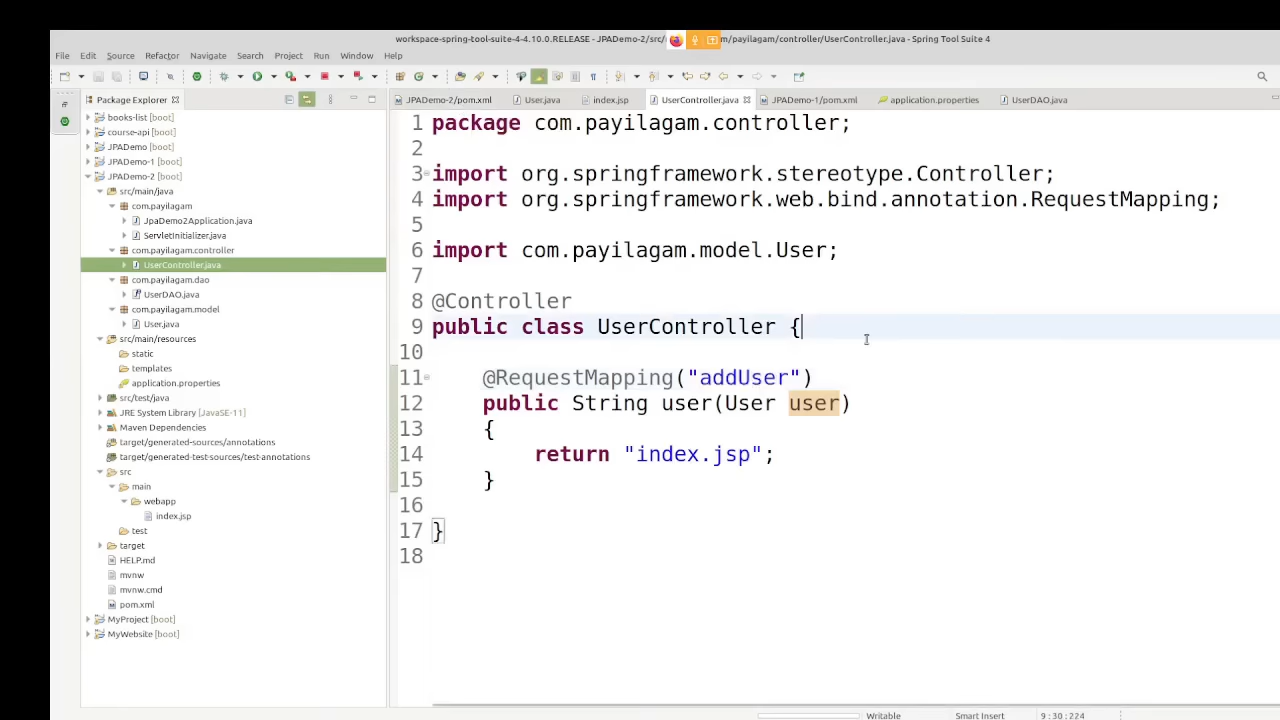 workspace-spring-tool-suite-4-4.10.0.RELEASE - JPADemo-2/src/ m/payilagam/controller/UserController.java - Spring Tool Suite 4
File Edit Source Refactor Navigate Search Project Run Window Help
Package Explorer
JPADemo-2/pom.xml User.java index.jsp UserController.java JPADemo-1/pom.xml application.properties UserDAO.java
books-list [boot]
course-api [boot]
JPADemo [boot]
JPADemo-1 [boot]
JPADemo-2 [boot]
src/main/java
com.payilagam
JpaDemo2Application.java
ServletInitializer.java
com.payilagam.controller
UserController.java
com.payilagam.dao
UserDAO.java
com.payilagam.model
User.java
src/main/resources
static
templates
application.properties
src/test/java
JRE System Library [JavaSE-11]
Maven Dependencies
target/generated-sources/annotations
target/generated-test-sources/test-annotations
src
main
webapp
index.jsp
test
target
HELP.md
mvnw
mvnw.cmd
pom.xml
MyProject [boot]
MyWebsite [boot]
1 package com.payilagam.controller;
2
3 import org.springframework.stereotype.Controller;
4 import org.springframework.web.bind.annotation.RequestMapping;
5
6 import com.payilagam.model.User;
7
8 @Controller
9 public class UserController {
10
11 @RequestMapping("addUser")
12 public String user(User user)
13 {
14 return "index.jsp";
15 }
16
17 }
18
Writable Smart Insert 9:30:224